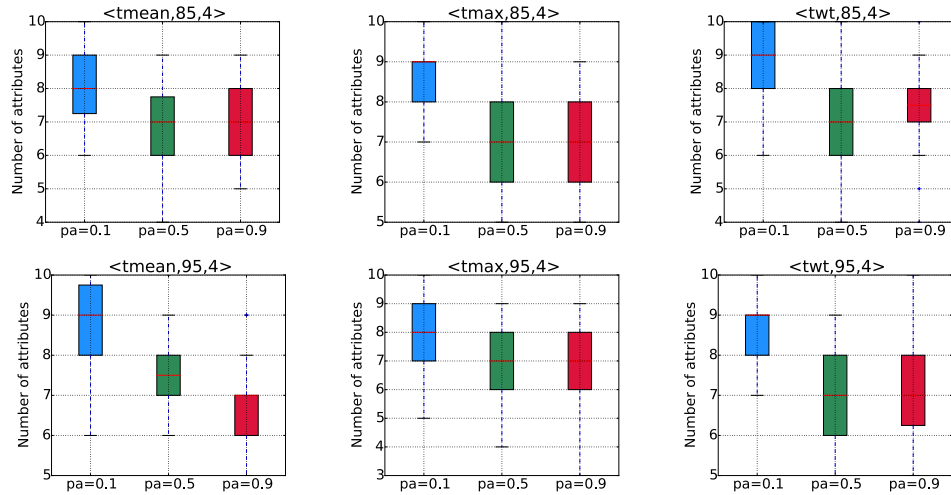 <tmean,85,4>
Number of attributes
10
9
8
7
6
5
4
pa=0.1 pa=0.5 pa=0.9
<tmax,85,4>
Number of attributes
10
9
8
7
6
5
pa=0.1 pa=0.5 pa=0.9
<twt,85,4>
Number of attributes
10
9
8
7
6
5
4
pa=0.1 pa=0.5 pa=0.9
<tmean,95,4>
Number of attributes
10
9
8
7
6
5
pa=0.1 pa=0.5 pa=0.9
<tmax,95,4>
Number of attributes
10
9
8
7
6
5
4
3
pa=0.1 pa=0.5 pa=0.9
<twt,95,4>
Number of attributes
10
9
8
7
6
5
pa=0.1 pa=0.5 pa=0.9